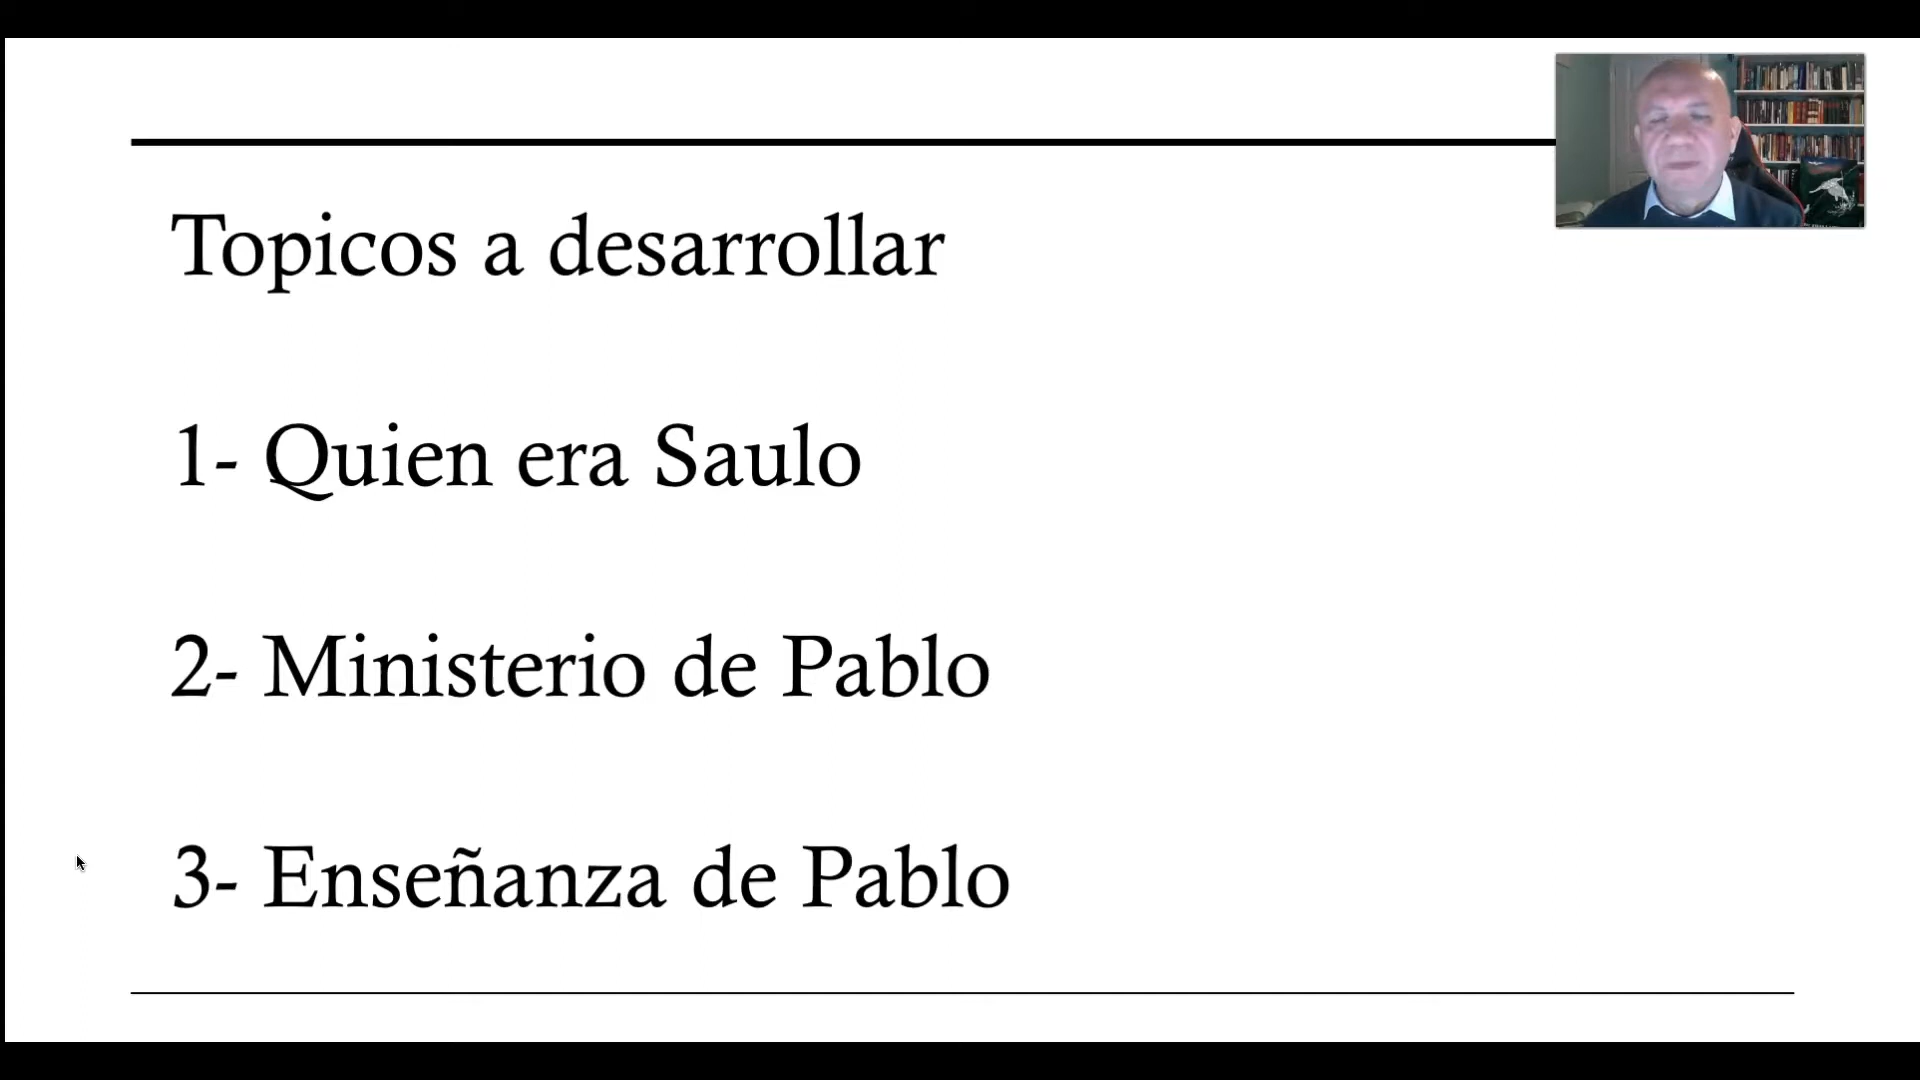 Topicos a desarrollar
1- Quien era Saulo
2- Ministerio de Pablo
3- Enseñanza de Pablo